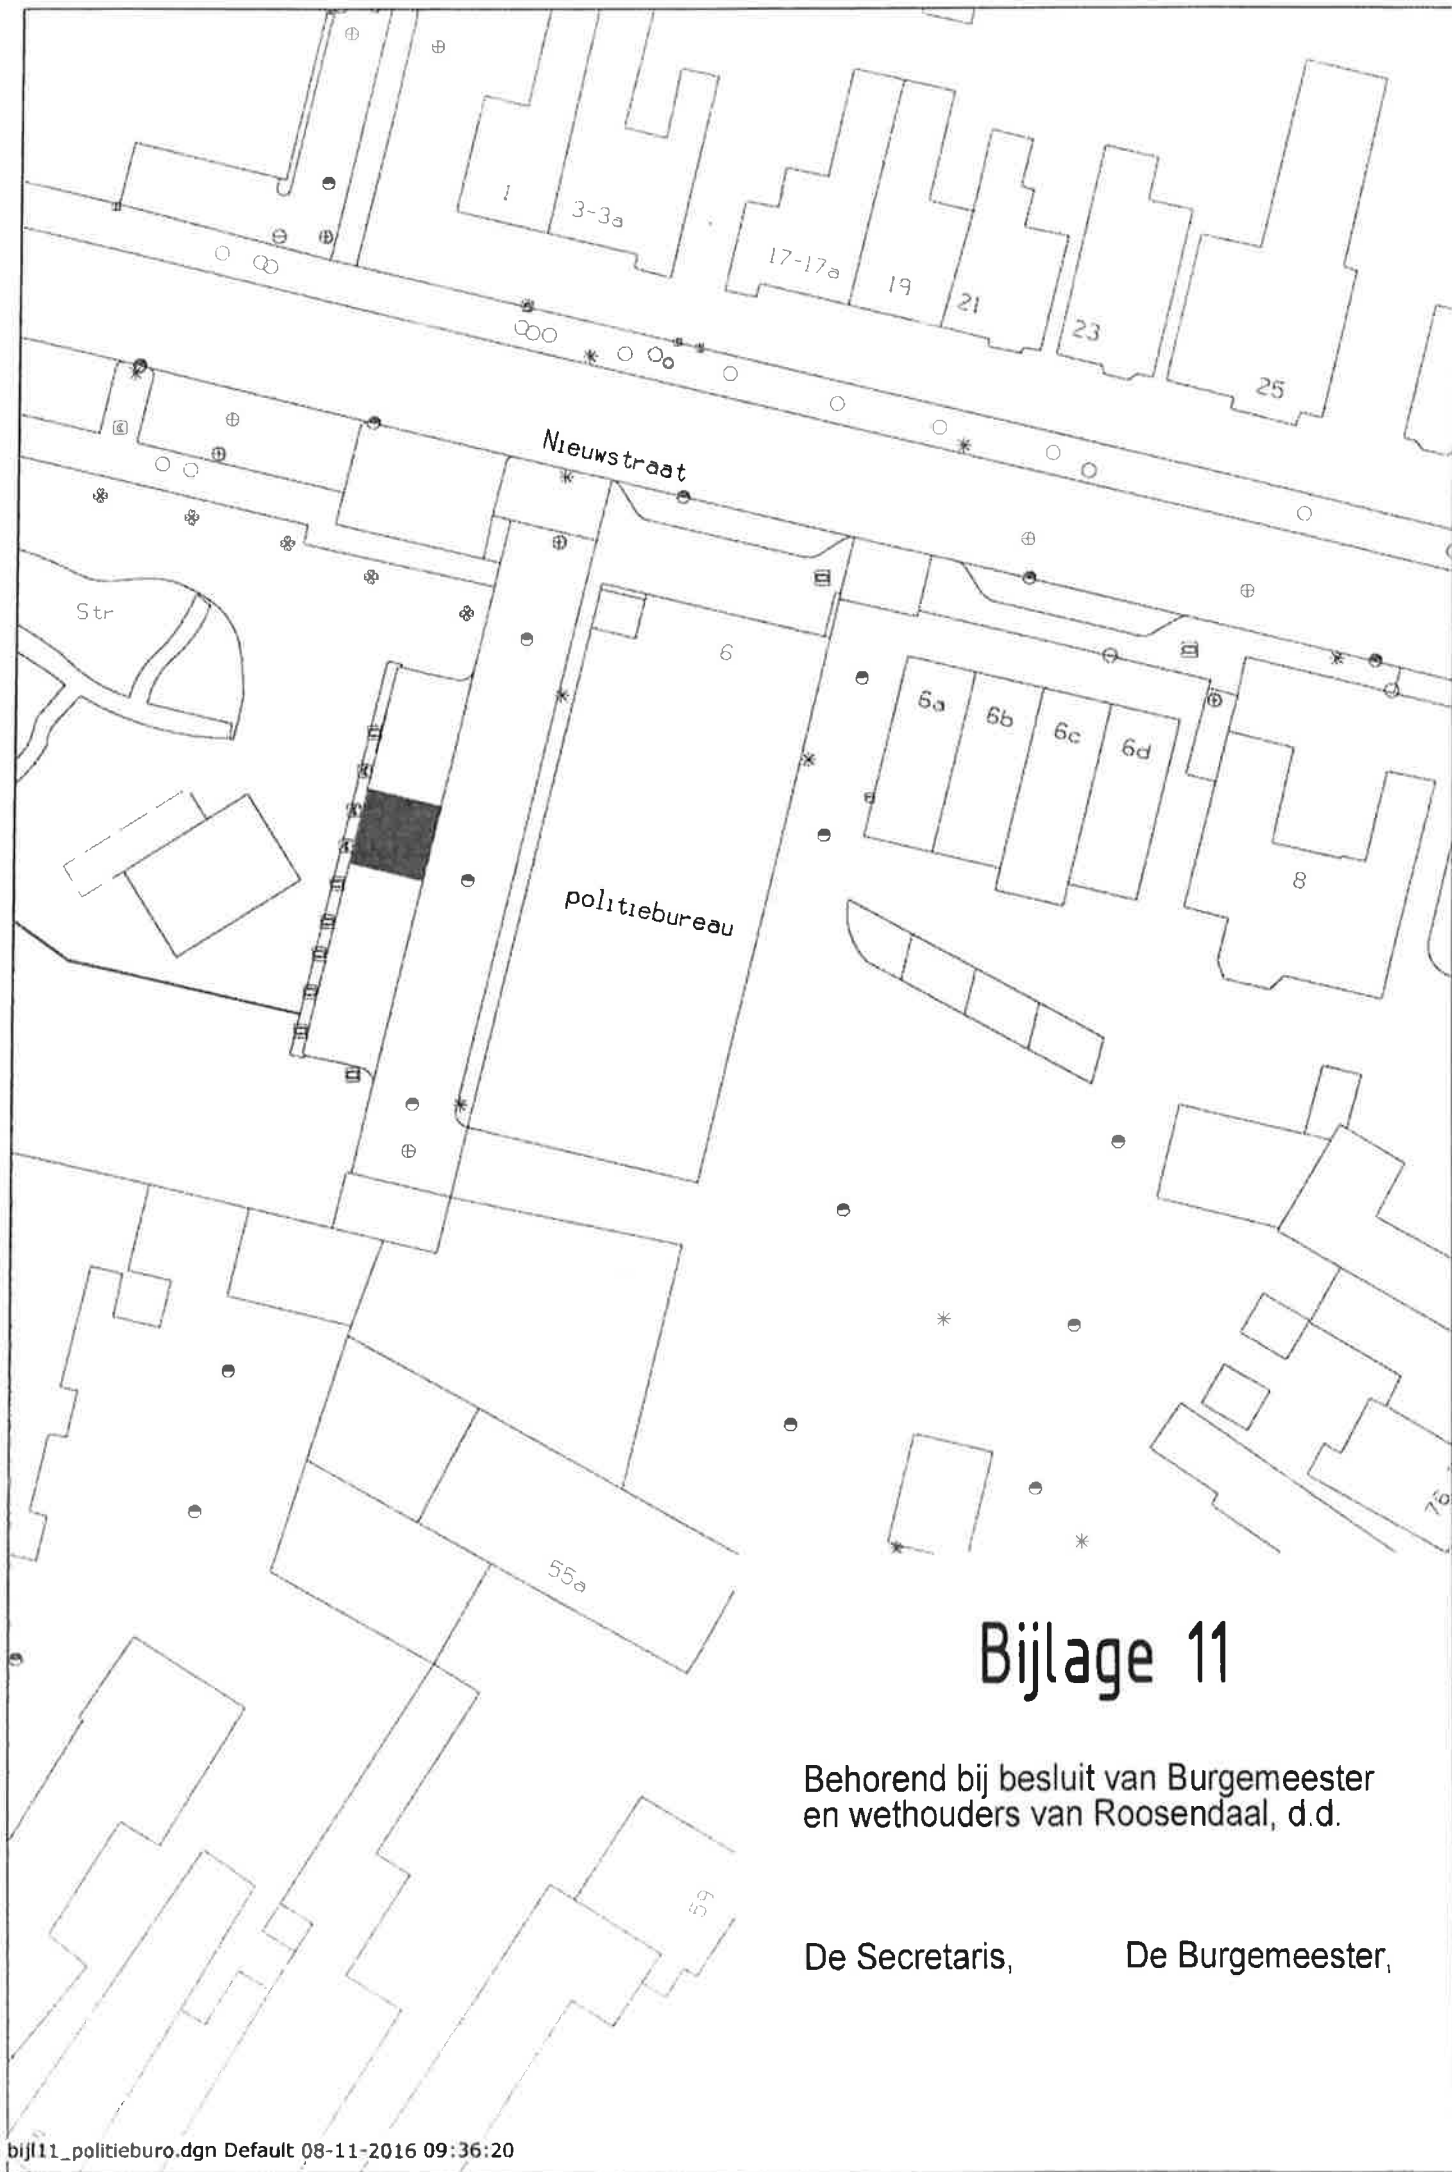 1
3-3a
17-17a
19
21
23
25
Nieuwstraat
Str
6
6a
6b
6c
6d
8
politiebureau
76
55a
59
Bijlage 11
Behorend bij besluit van Burgemeester
en wethouders van Roosendaal, d.d.
De Secretaris,
De Burgemeester,
bijl11_politieburo.dgn Default 08-11-2016 09:36:20